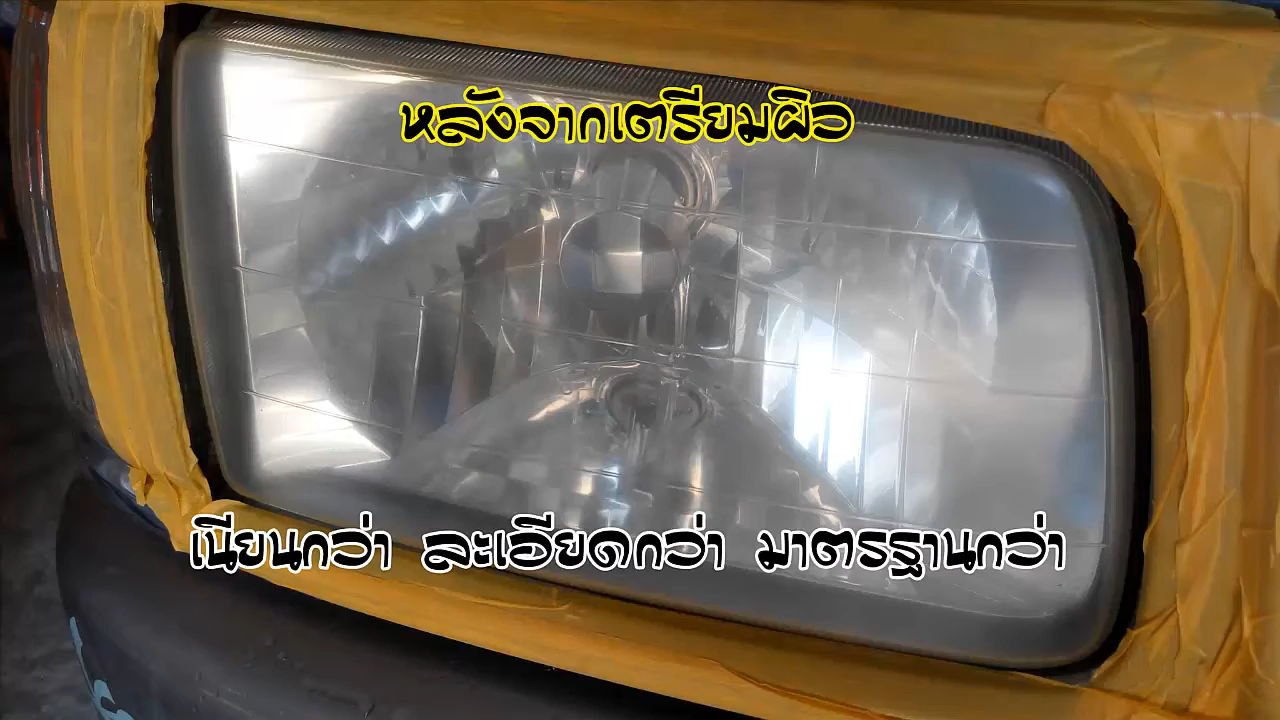 หลังจากเตรียมผิว
เนียนกว่า ละเอียดกว่า มาตรฐานกว่า